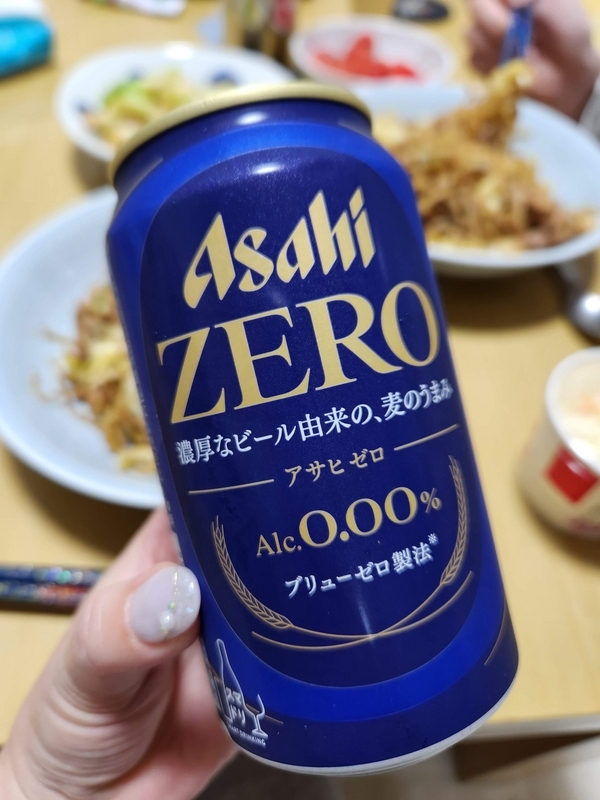 Asahi
ZERO
濃厚なビール由来の、麦のうまみ。
アサヒゼロ
Alc.0.00%
ブリューゼロ製法※